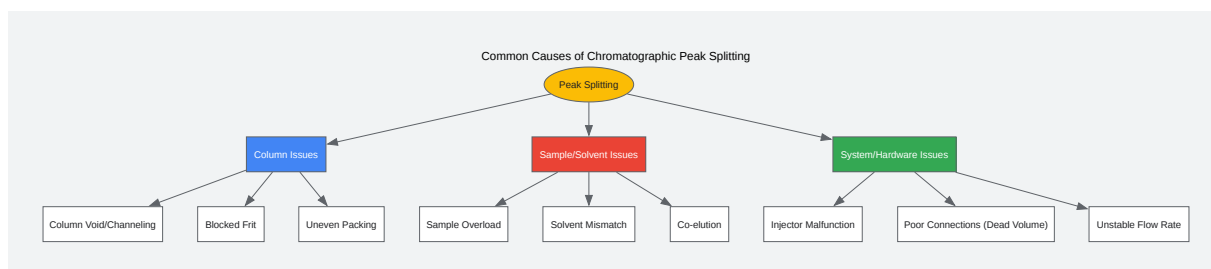 Common Causes of Chromatographic Peak Splitting
Peak Splitting
Column Issues
Sample/Solvent Issues
System/Hardware Issues
Column Void/Channeling
Blocked Frit
Uneven Packing
Sample Overload
Solvent Mismatch
Co-elution
Injector Malfunction
Poor Connections (Dead Volume)
Unstable Flow Rate